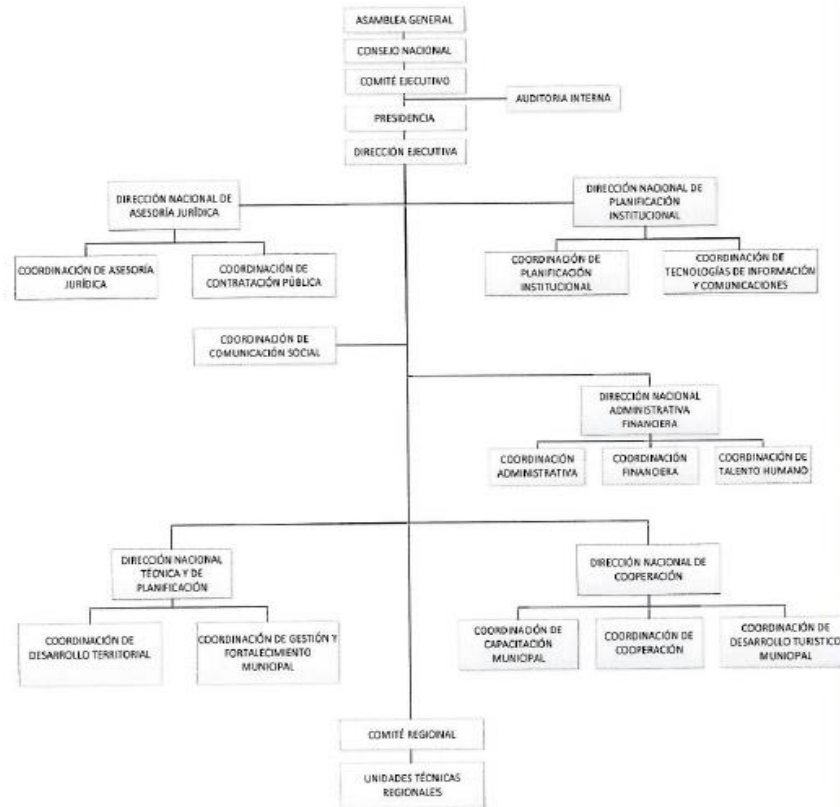 ASAMBLEA GENERAL
CONSEJO NACIONAL
COMITÉ EJECUTIVO
AUDITORIA INTERNA
PRESIDENCIA
DIRECCIÓN EJECUTIVA
DIRECCIÓN NACIONAL DE
ASESORÍA JURÍDICA
DIRECCIÓN NACIONAL DE
PLANIFICACIÓN
INSTITUCIONAL
COORDINACIÓN DE ASESORÍA
JURÍDICA
COORDINACIÓN DE
CONTRATACIÓN PÚBLICA
COORDINACIÓN DE
PLANIFICACIÓN
INSTITUCIONAL
COORDINACIÓN DE
TECNOLOGÍAS DE INFORMACIÓN
Y COMUNICACIONES
COORDINACIÓN DE
COMUNICACIÓN SOCIAL
DIRECCIÓN NACIONAL
ADMINISTRATIVA
FINANCIERA
COORDINACIÓN
ADMINISTRATIVA
COORDINACIÓN
FINANCIERA
COORDINACIÓN DE
TALENTO HUMANO
DIRECCIÓN NACIONAL
TÉCNICA Y DE
PLANIFICACIÓN
DIRECCIÓN NACIONAL DE
COOPERACIÓN
COORDINACIÓN DE
DESARROLLO TERRITORIAL
COORDINACIÓN DE GESTIÓN Y
FORTALECIMIENTO
MUNICIPAL
COORDINACIÓN DE
CAPACITACIÓN
MUNICIPAL
COORDINACIÓN DE
COOPERACIÓN
COORDINACIÓN DE
DESARROLLO TURISTICO
MUNICIPAL
COMITÉ REGIONAL
UNIDADES TÉCNICAS
REGIONALES